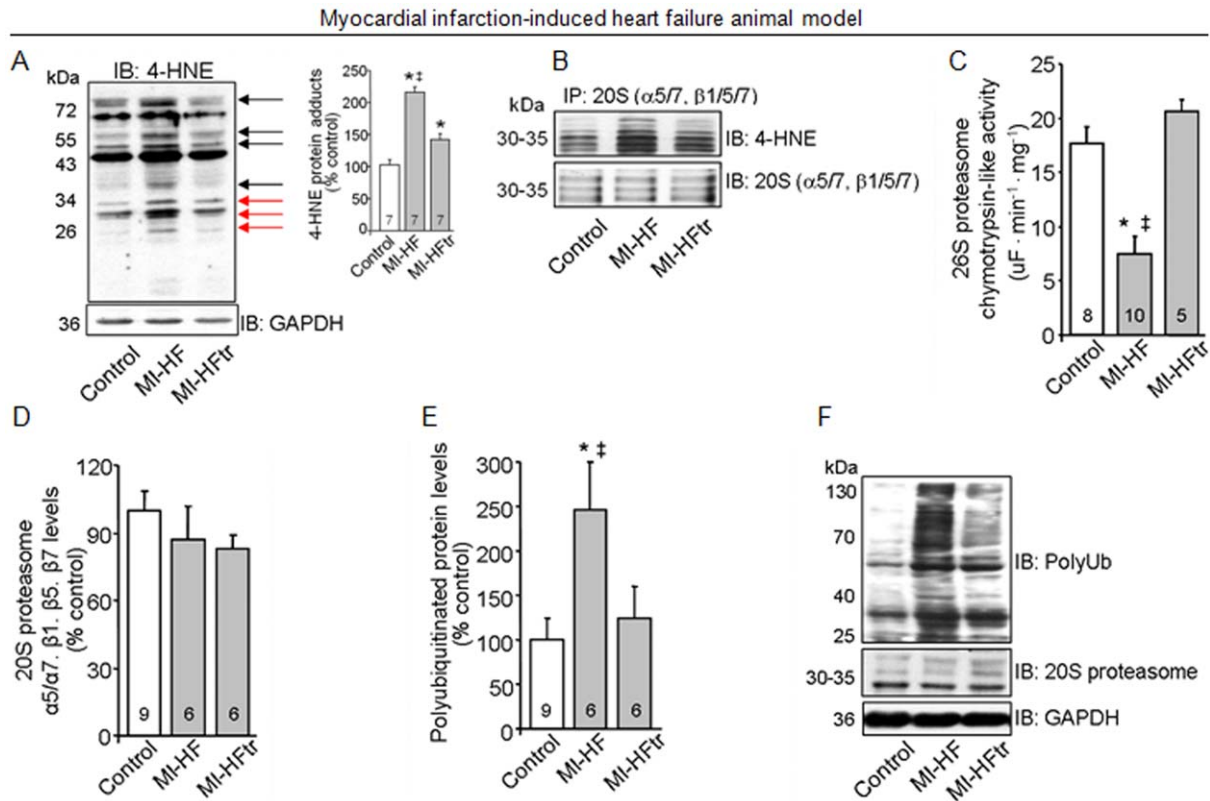 Myocardial infarction-induced heart failure animal model
A
IB: 4-HNE
kDa
72
55
43
34
26
36
IB: GAPDH
Control
MI-HF
MI-HFtr
4-HNE protein adducts
(% control)
250
200
150
100
50
0
*‡
*
7
7
7
Control
MI-HF
MI-HFtr
B
IP: 20S (α5/7, β1/5/7)
kDa
30-35
IB: 4-HNE
30-35
IB: 20S (α5/7, β1/5/7)
Control
MI-HF
MI-HFtr
C
26S proteasome
chymotrypsin-like activity
(uF · min⁻¹ · mg⁻¹)
25
20
15
10
5
0
* ‡
8
10
5
Control
MI-HF
MI-HFtr
D
20S proteasome
α5/α7. β1. β5. β7 levels
(% control)
120
90
60
30
0
9
6
6
Control
MI-HF
MI-HFtr
E
Polyubiquitinated protein levels
(% control)
300
250
200
150
100
50
0
* ‡
9
6
6
Control
MI-HF
MI-HFtr
F
kDa
130
70
40
25
IB: PolyUb
30-35
IB: 20S proteasome
36
IB: GAPDH
Control
MI-HF
MI-HFtr